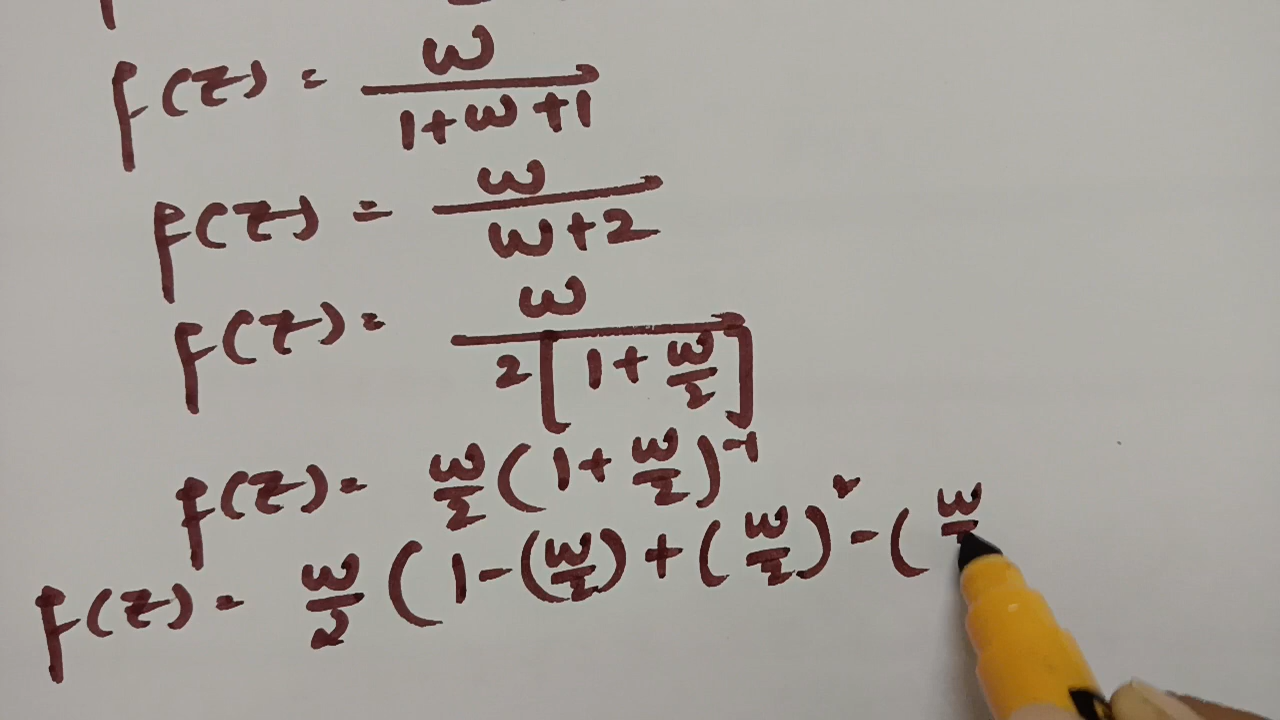 f(z) = ω/(1+ω+1)
f(z) = ω/(ω+2)
f(z) = ω/(2[1+ω/2])
f(z) = ω/2 (1+ω/2)^-1
f(z) = ω/2 (1-(ω/2)+(ω/2)^2-(ω